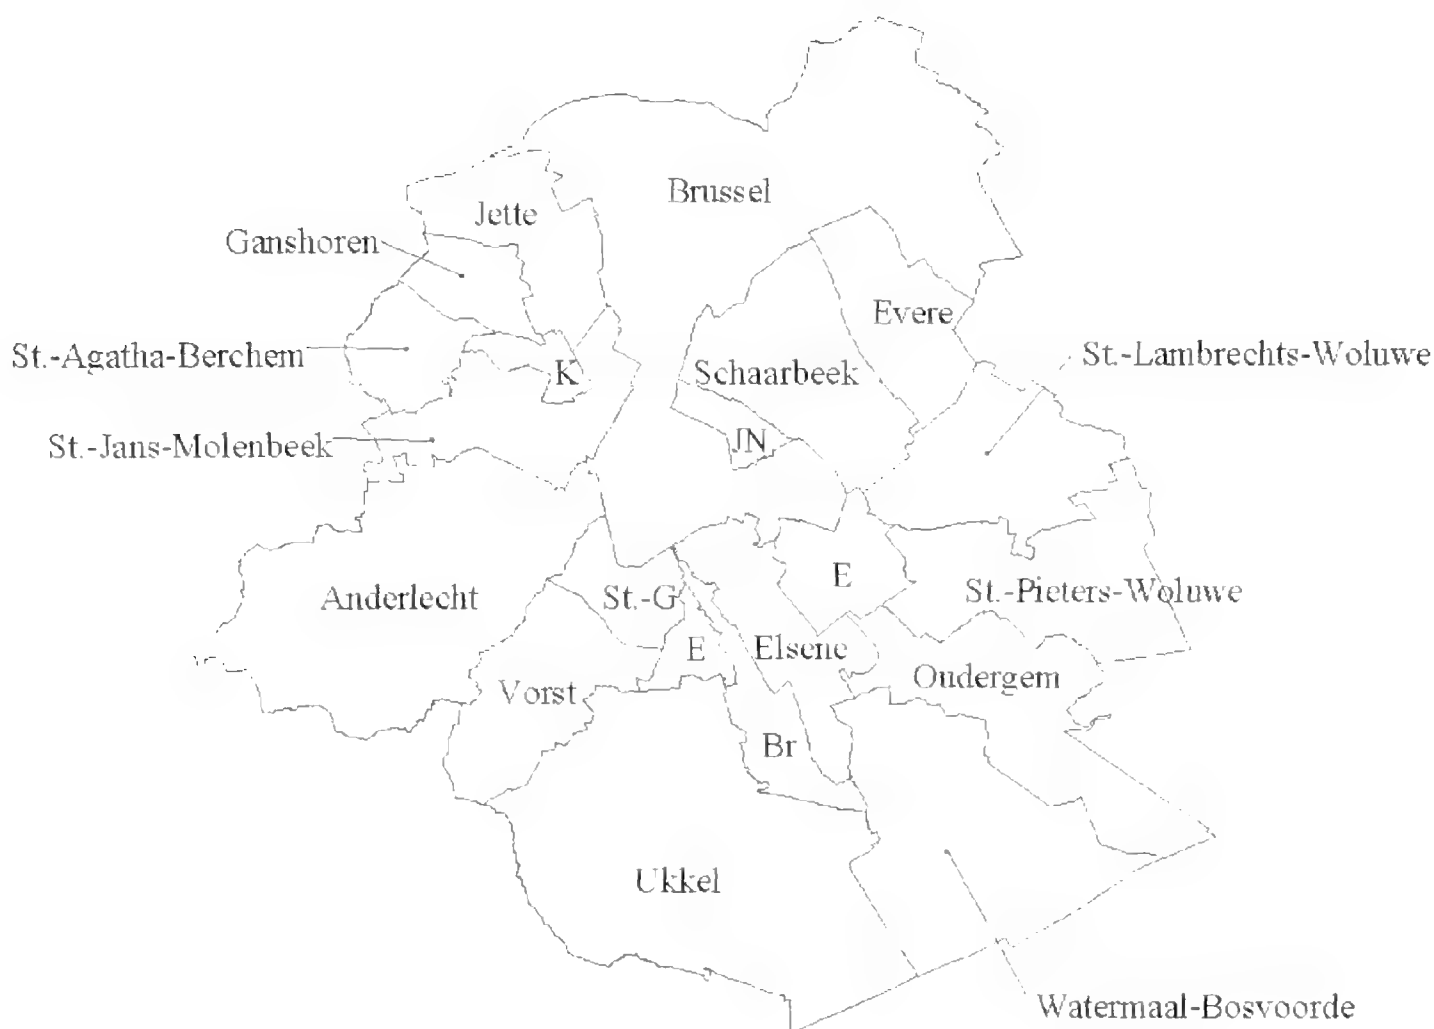 Brussel
Jette
Ganshoren
Evere
St.-Agatha-Berchem
K
Schaarbeek
St.-Lambrechts-Woluwe
St.-Jans-Molenbeek
JN
Anderlecht
St.-G
E
St.-Pieters-Woluwe
E
Elsene
Vorst
Oudergem
Br
Ukkel
Watermaal-Bosvoorde